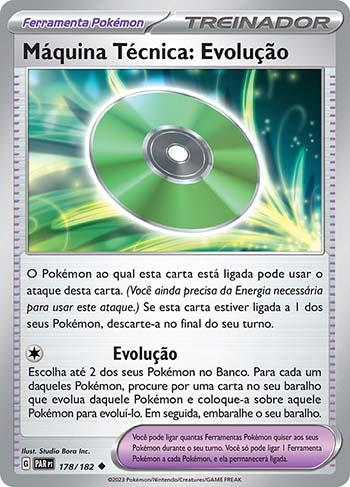 Ferramenta Pokémon TREINADOR
Máquina Técnica: Evolução
O Pokémon ao qual esta carta está ligada pode usar o
ataque desta carta. (Você ainda precisa da Energia necessária
para usar este ataque.) Se esta carta estiver ligada a 1 dos
seus Pokémon, descarte-a no final do seu turno.
Evolução
Escolha até 2 dos seus Pokémon no Banco. Para cada um
daqueles Pokémon, procure por uma carta no seu baralho
que evolua daquele Pokémon e coloque-a sobre aquele
Pokémon para evoluí-lo. Em seguida, embaralhe o seu baralho.
Ilust. Studio Bora Inc.
G PAR PT 178/182
Você pode ligar quantas Ferramentas Pokémon quiser aos seus
Pokémon durante o seu turno. Você só pode ligar 1 Ferramenta
Pokémon a cada Pokémon, e ela permanecerá ligada.
©2023 Pokémon/Nintendo/Creatures/GAME FREAK